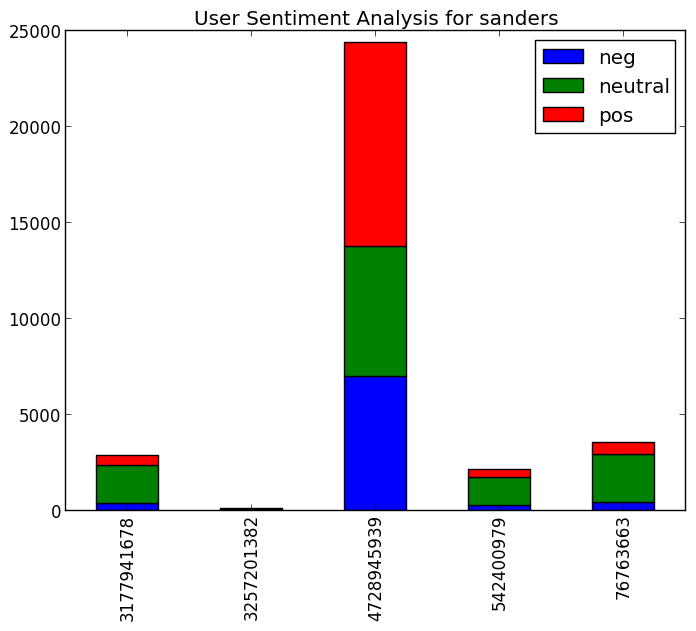 User Sentiment Analysis for sanders
neg
neutral
pos
25000
20000
15000
10000
5000
0
3177941678
3257201382
4728945939
542400979
76763663